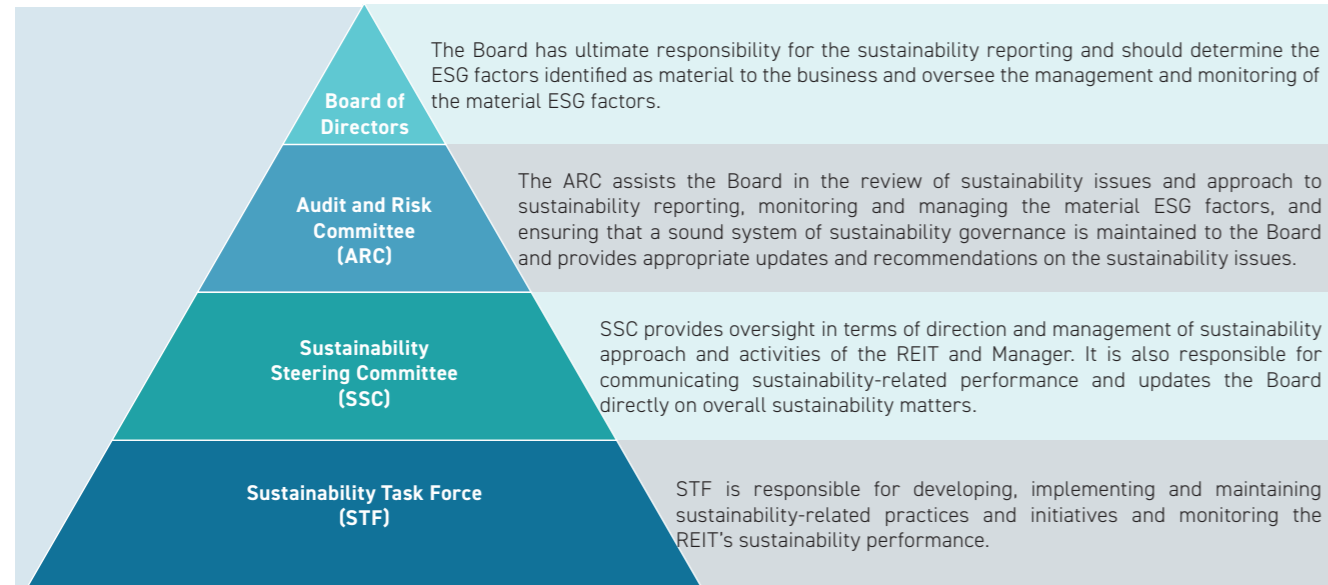 Board of
Directors
The Board has ultimate responsibility for the sustainability reporting and should determine the
ESG factors identified as material to the business and oversee the management and monitoring of
the material ESG factors.
Audit and Risk
Committee
(ARC)
The ARC assists the Board in the review of sustainability issues and approach to
sustainability reporting, monitoring and managing the material ESG factors, and
ensuring that a sound system of sustainability governance is maintained to the Board
and provides appropriate updates and recommendations on the sustainability issues.
Sustainability
Steering Committee
(SSC)
SSC provides oversight in terms of direction and management of sustainability
approach and activities of the REIT and Manager. It is also responsible for
communicating sustainability-related performance and updates the Board
directly on overall sustainability matters.
Sustainability Task Force
(STF)
STF is responsible for developing, implementing and maintaining
sustainability-related practices and initiatives and monitoring the
REIT's sustainability performance.